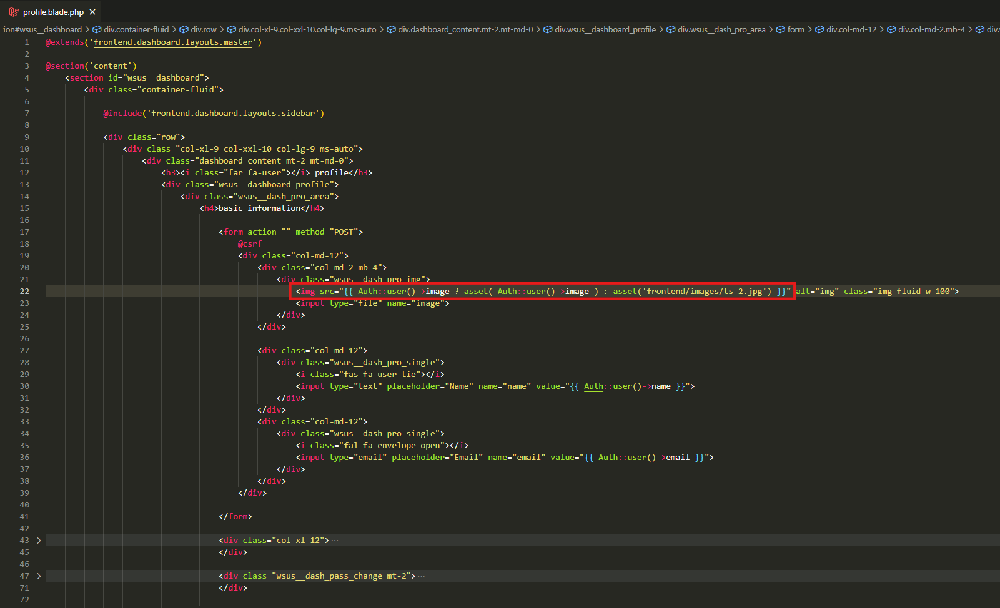 profile.blade.php ×
ion#wsus__dashboard > div.container-fluid > div.row > div.col-xl-9.col-xxl-10.col-lg-9.ms-auto > div.dashboard_content.mt-2.mt-md-0 > div.wsus__dashboard_profile > div.wsus__dash_pro_area > form > div.col-md-12 > div.col-md-2.mb-4 > div.
1 @extends('frontend.dashboard.layouts.master')
2
3 @section('content')
4 <section id="wsus__dashboard">
5 <div class="container-fluid">
6
7 @include('frontend.dashboard.layouts.sidebar')
8
9 <div class="row">
10 <div class="col-xl-9 col-xxl-10 col-lg-9 ms-auto">
11 <div class="dashboard_content mt-2 mt-md-0">
12 <h3><i class="far fa-user"></i> profile</h3>
13 <div class="wsus__dashboard_profile">
14 <div class="wsus__dash_pro_area">
15 <h4>basic information</h4>
16
17 <form action="" method="POST">
18 @csrf
19 <div class="col-md-12">
20 <div class="col-md-2 mb-4">
21 <div class="wsus__dash_pro_img">
22 <img src="{{ Auth::user()->image ? asset( Auth::user()->image ) : asset('frontend/images/ts-2.jpg') }}" alt="img" class="img-fluid w-100">
23 <input type="file" name="image">
24 </div>
25 </div>
26
27 <div class="col-md-12">
28 <div class="wsus__dash_pro_single">
29 <i class="fas fa-user-tie"></i>
30 <input type="text" placeholder="Name" name="name" value="{{ Auth::user()->name }}">
31 </div>
32 </div>
33 <div class="col-md-12">
34 <div class="wsus__dash_pro_single">
35 <i class="fal fa-envelope-open"></i>
36 <input type="email" placeholder="Email" name="email" value="{{ Auth::user()->email }}">
37 </div>
38 </div>
39 </div>
40
41 </form>
42
43 > <div class="col-xl-12">⋯
45 </div>
46
47 > <div class="wsus__dash_pass_change mt-2">⋯
71 </div>
72